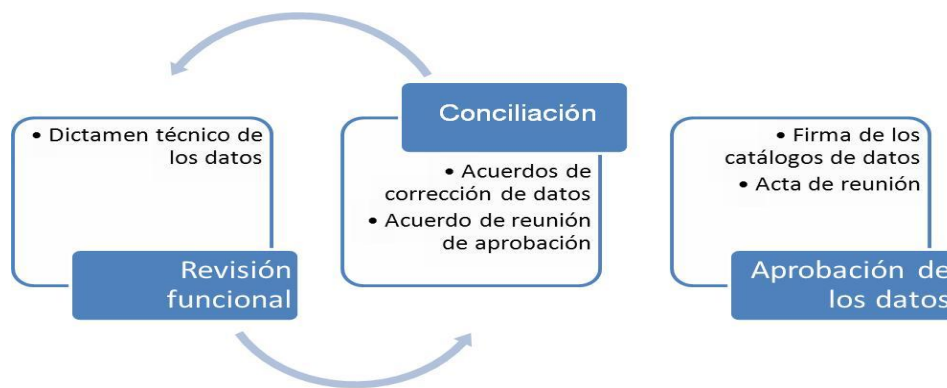 • Dictamen técnico de
los datos
Revisión
funcional
Conciliación
• Acuerdos de
corrección de datos
• Acuerdo de reunión
de aprobación
• Firma de los
catálogos de datos
• Acta de reunión
Aprobación de
los datos